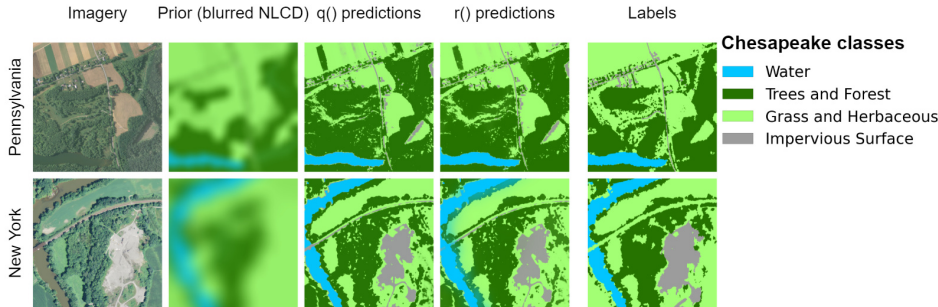 Imagery Prior (blurred NLCD) q() predictions r() predictions Labels
Pennsylvania
New York
Chesapeake classes
Water
Trees and Forest
Grass and Herbaceous
Impervious Surface